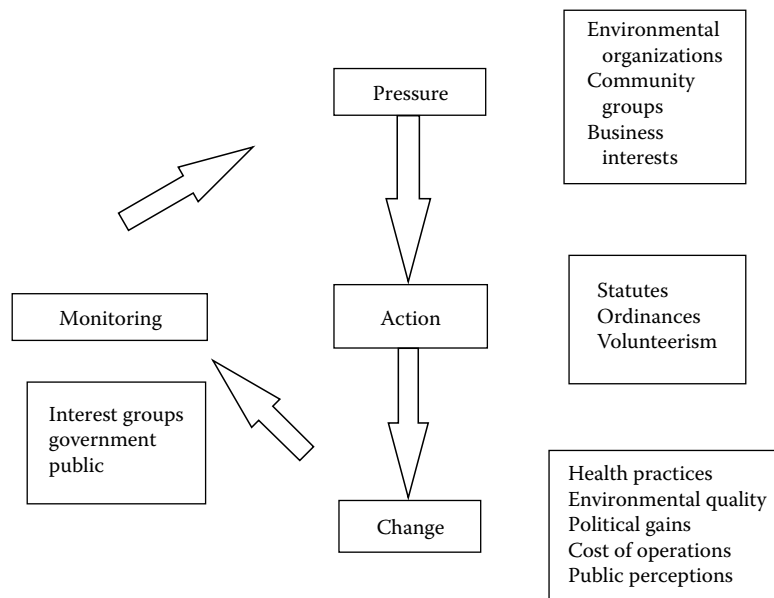 Pressure
Environmental
organizations
Community
groups
Business
interests
Monitoring
Action
Statutes
Ordinances
Volunteerism
Interest groups
government
public
Change
Health practices
Environmental quality
Political gains
Cost of operations
Public perceptions